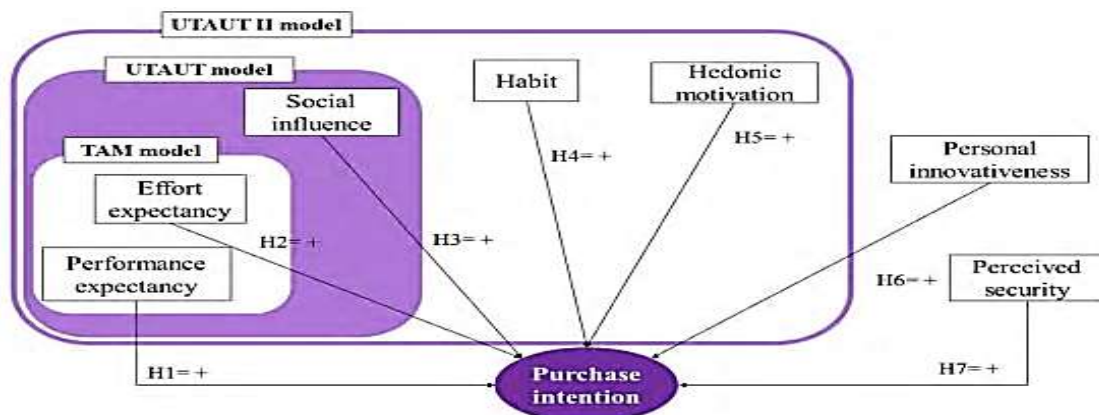 UTAUT II model
UTAUT model
Social
influence
Habit
Hedonic
motivation
TAM model
Effort
expectancy
Performance
expectancy
Personal
innovativeness
Perceived
security
H1= +
H2= +
H3= +
H4= +
H5= +
H6= +
H7= +
Purchase
intention